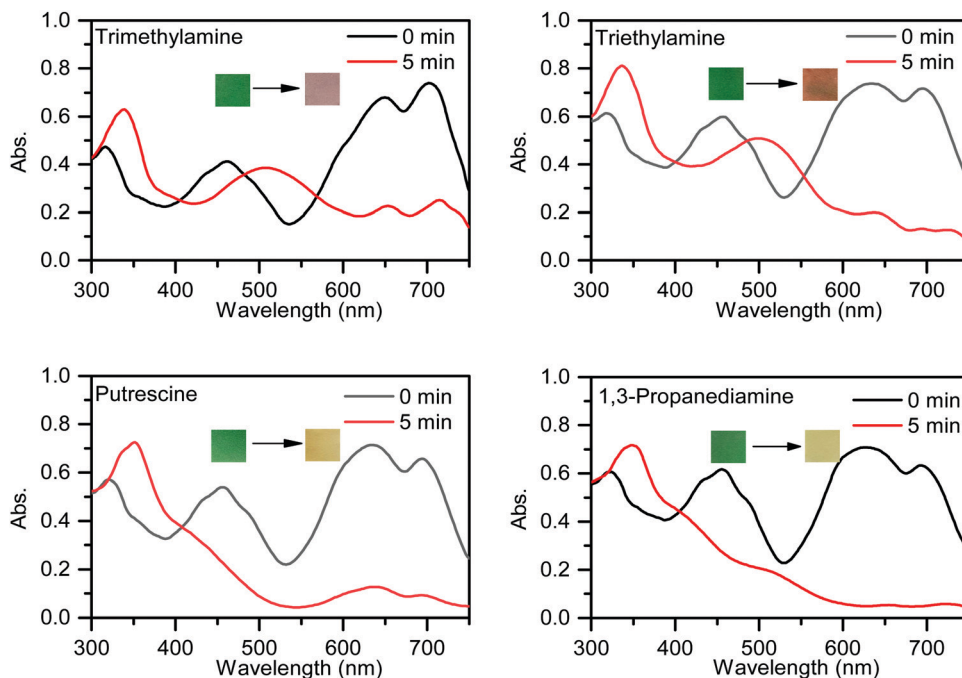 Trimethylamine
0 min
5 min
1.0
0.8
0.6
0.4
0.2
0.0
Abs.
300 400 500 600 700
Wavelength (nm)
Triethylamine
0 min
5 min
1.0
0.8
0.6
0.4
0.2
0.0
Abs.
300 400 500 600 700
Wavelength (nm)
Putrescine
0 min
5 min
1.0
0.8
0.6
0.4
0.2
0.0
Abs.
300 400 500 600 700
Wavelength (nm)
1,3-Propanediamine
0 min
5 min
1.0
0.8
0.6
0.4
0.2
0.0
Abs.
300 400 500 600 700
Wavelength (nm)